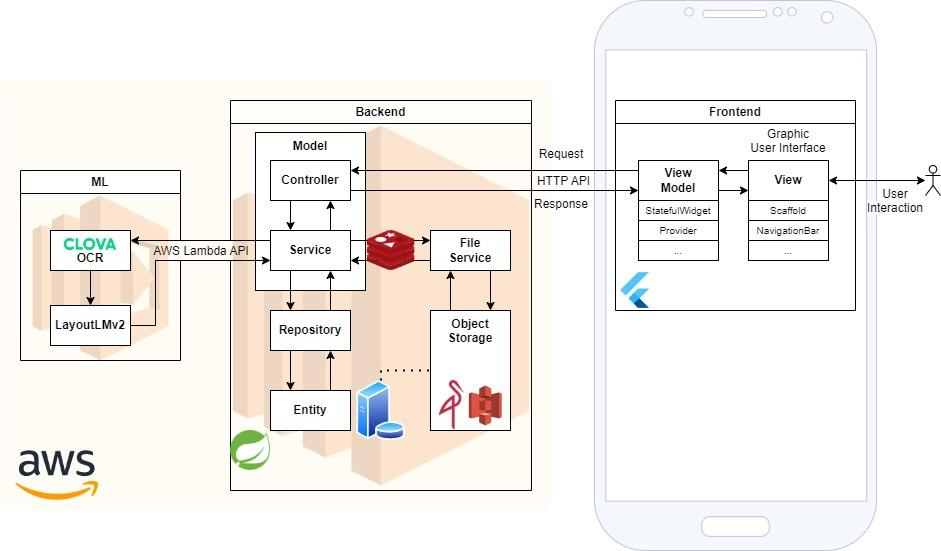 Backend
Frontend
Model
Graphic
User Interface
Request
Controller
HTTP API
View
Model
View
ML
Response
User
Interaction
StatefulWidget
Scaffold
Provider
NavigationBar
...
...
CLOVA
OCR
AWS Lambda API
Service
File
Service
LayoutLMv2
Repository
Object
Storage
Entity
aws